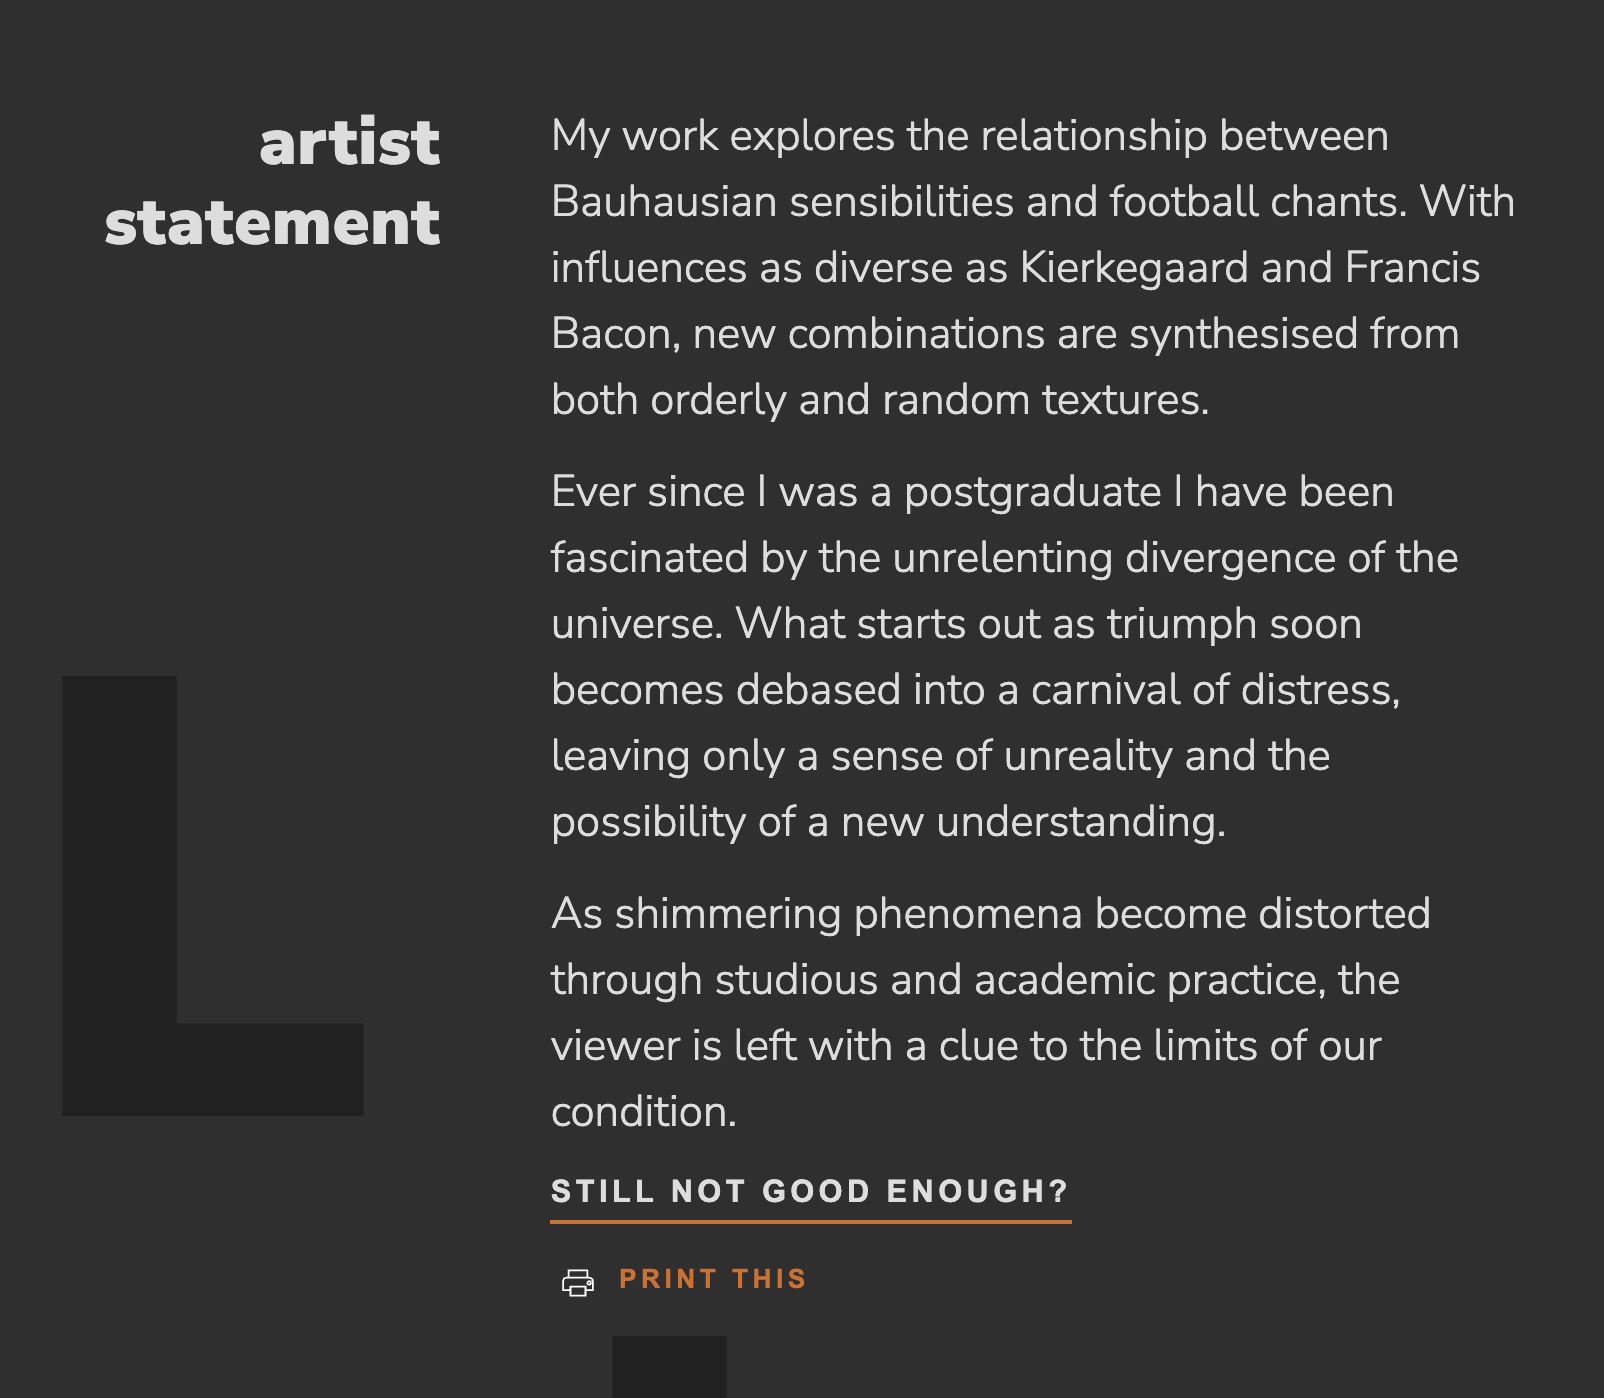 artist
statement
My work explores the relationship between
Bauhausian sensibilities and football chants. With
influences as diverse as Kierkegaard and Francis
Bacon, new combinations are synthesised from
both orderly and random textures.
Ever since I was a postgraduate I have been
fascinated by the unrelenting divergence of the
universe. What starts out as triumph soon
becomes debased into a carnival of distress,
leaving only a sense of unreality and the
possibility of a new understanding.
As shimmering phenomena become distorted
through studious and academic practice, the
viewer is left with a clue to the limits of our
condition.
STILL NOT GOOD ENOUGH?
PRINT THIS
L